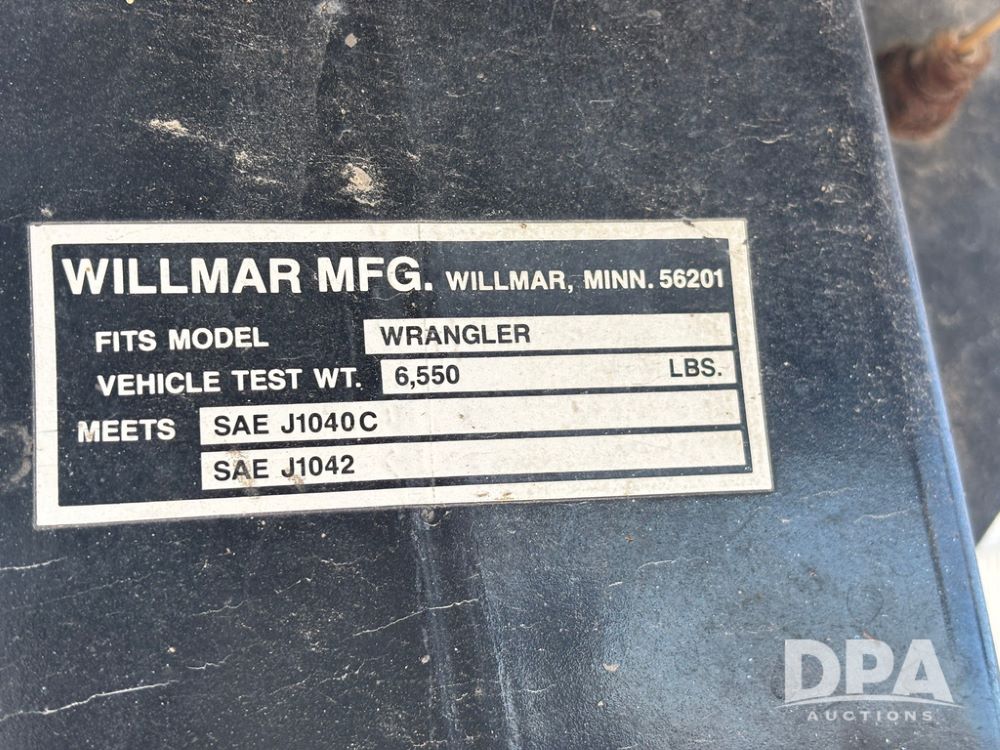 WILLMAR MFG. WILLMAR, MINN. 56201
FITS MODEL WRANGLER
VEHICLE TEST WT. 6,550 LBS.
MEETS SAE J1040C
SAE J1042
DPA
AUCTIONS